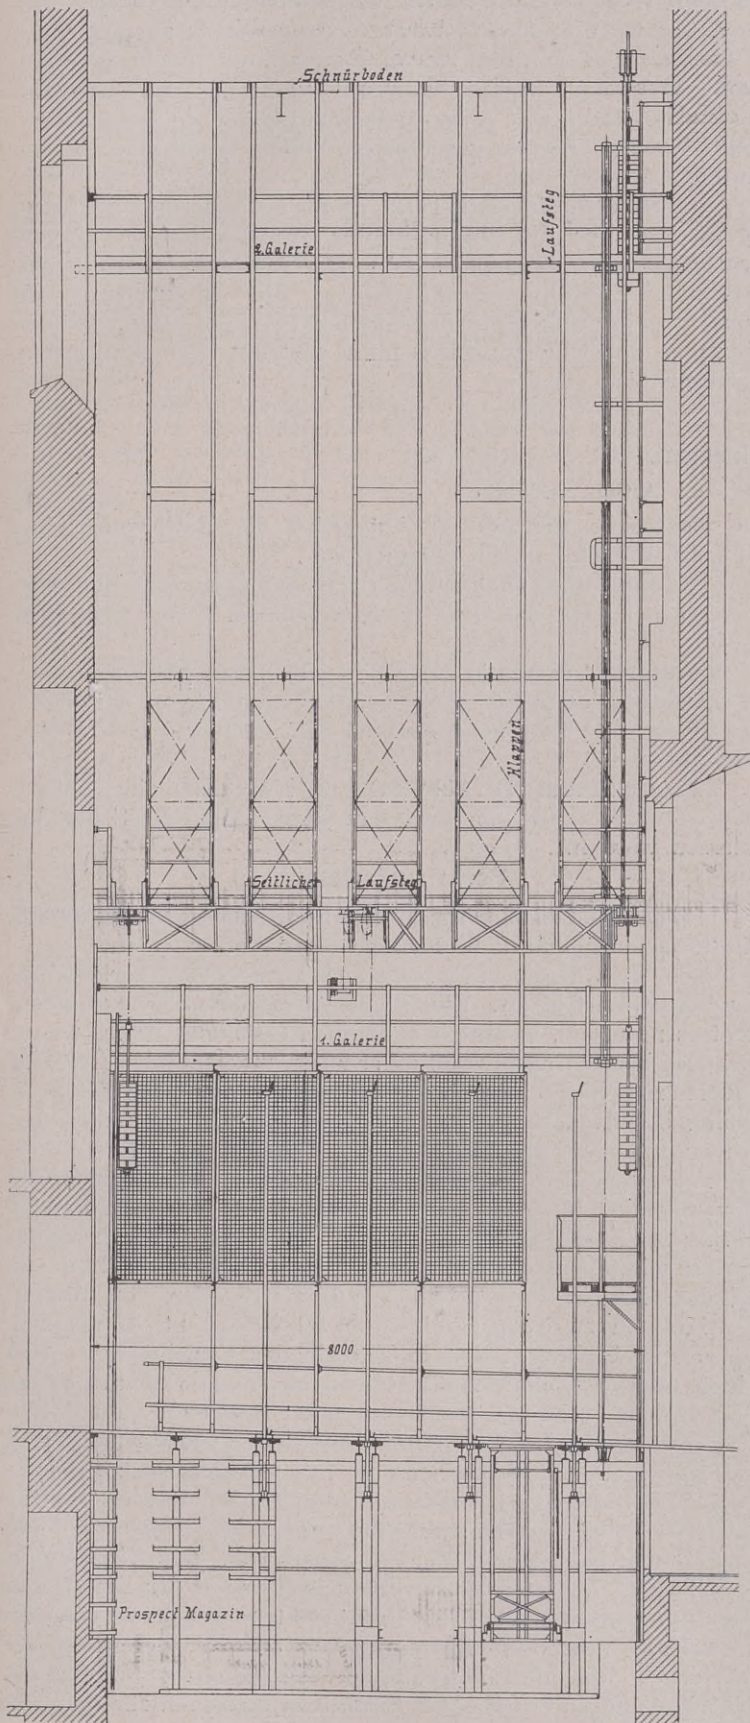 Schnürboden
Laufsteg
2. Galerie
Klappen
Seitlicher Laufsteg
1. Galerie
8000
Prospect Magazin